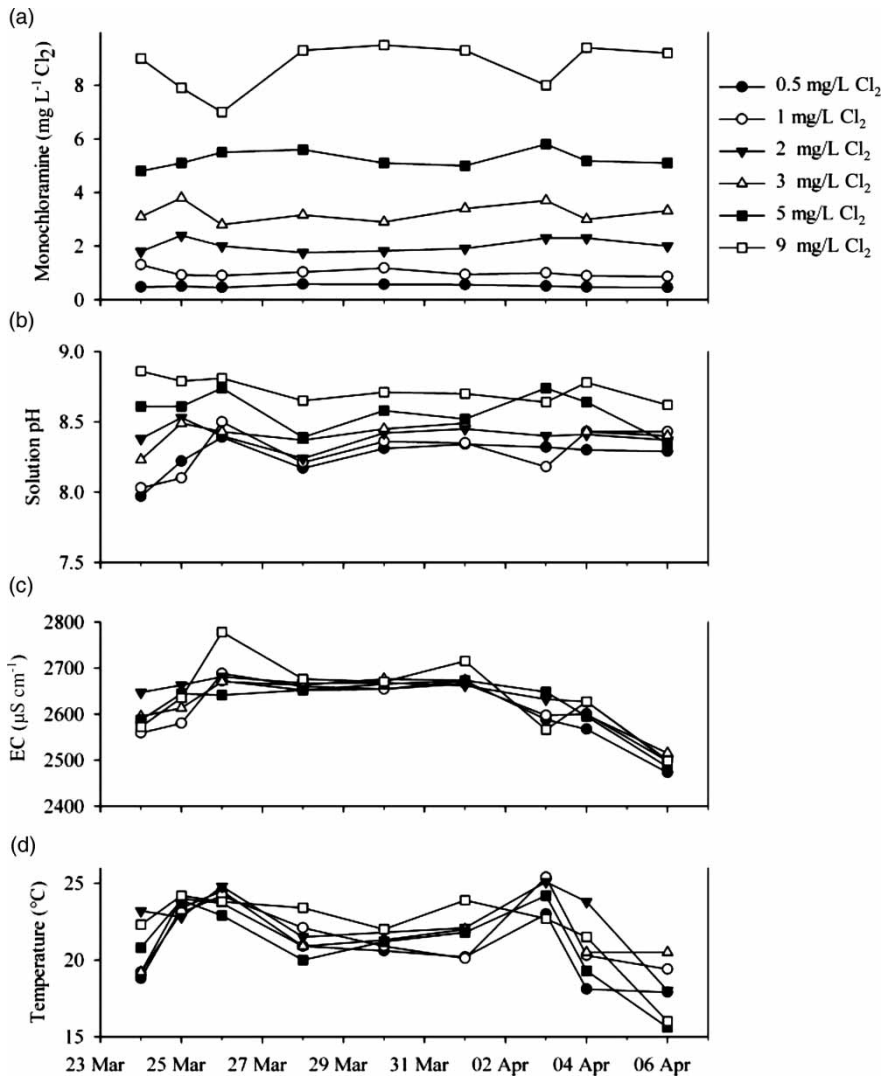 (a)
Monochloramine (mg L⁻¹ Cl₂)
8
6
4
2
0
0.5 mg/L Cl₂
1 mg/L Cl₂
2 mg/L Cl₂
3 mg/L Cl₂
5 mg/L Cl₂
9 mg/L Cl₂
(b)
Solution pH
9.0
8.5
8.0
7.5
(c)
EC (µS cm⁻¹)
2800
2700
2600
2500
2400
(d)
Temperature (°C)
25
20
15
23 Mar 25 Mar 27 Mar 29 Mar 31 Mar 02 Apr 04 Apr 06 Apr